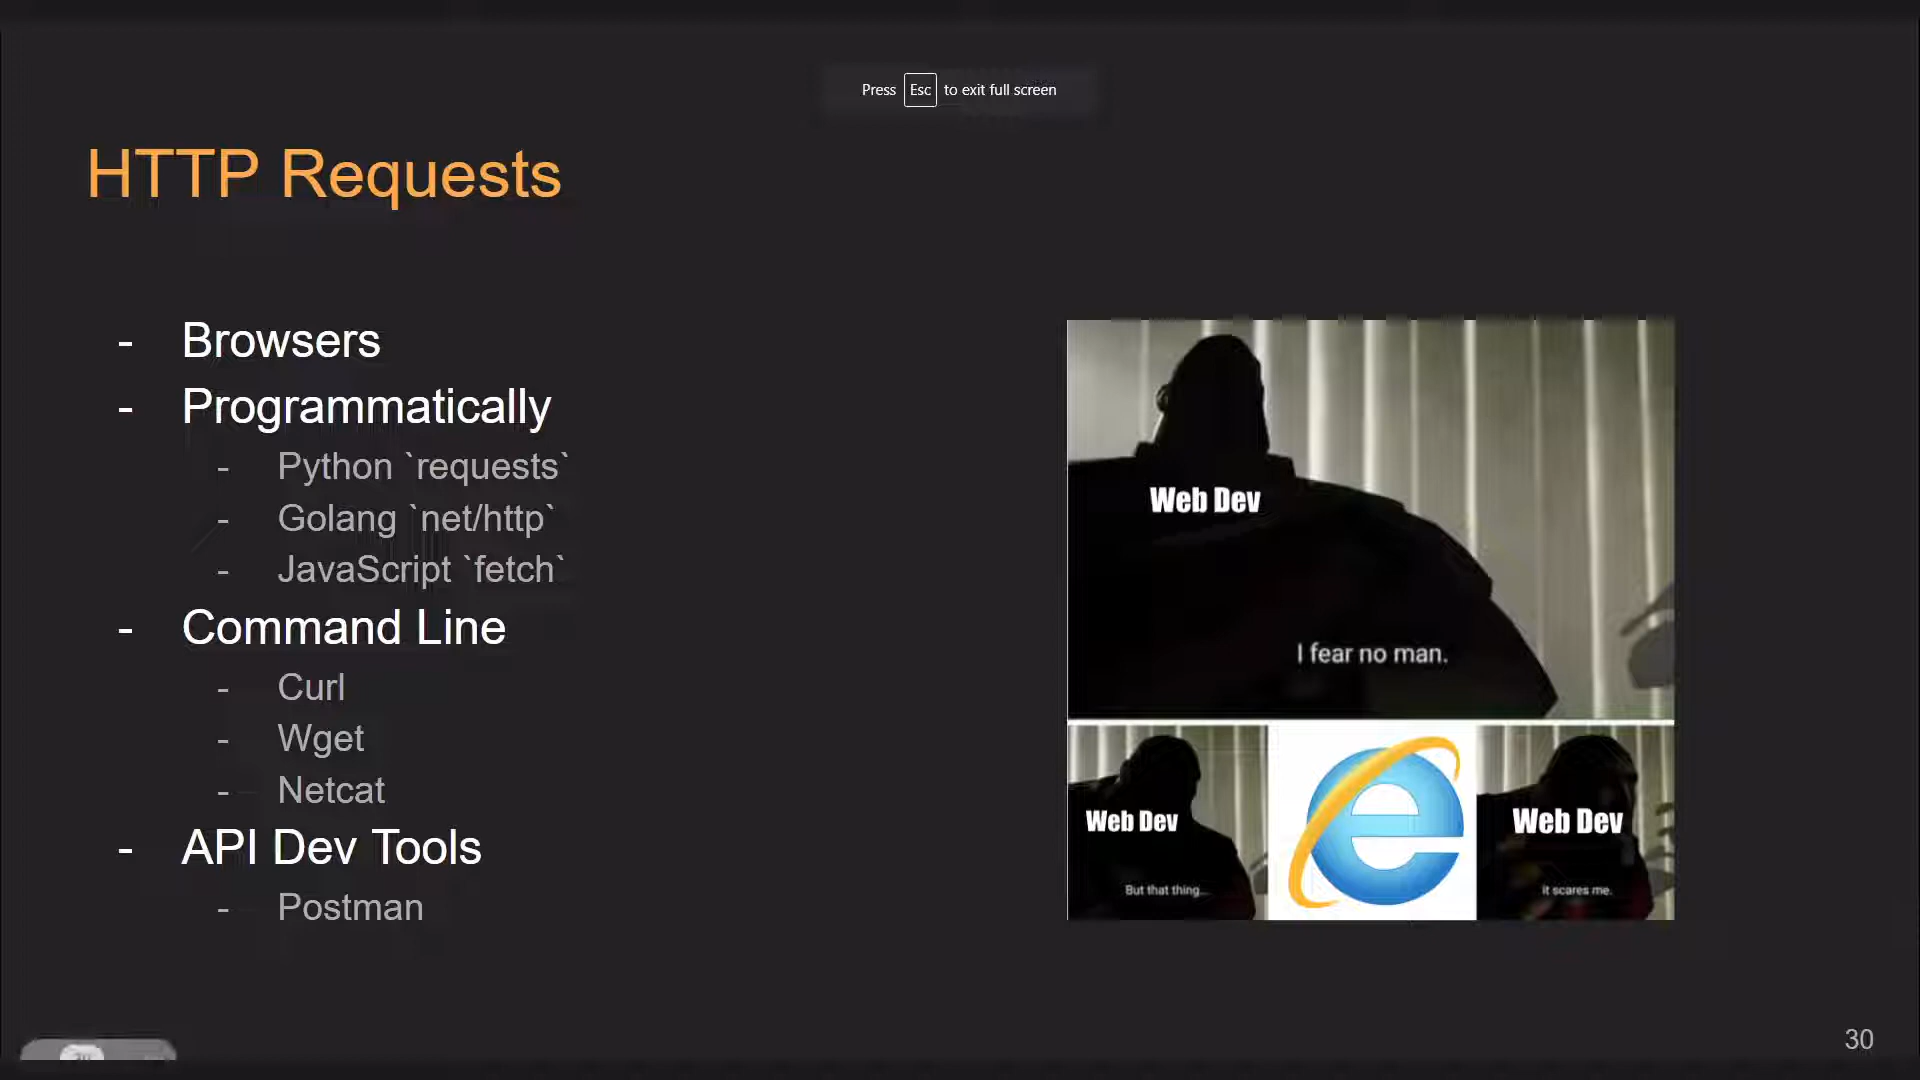 Press Esc to exit full screen
HTTP Requests
- Browsers
- Programmatically
- Python `requests`
- Golang `net/http`
- JavaScript `fetch`
- Command Line
- Curl
- Wget
- Netcat
- API Dev Tools
- Postman
Web Dev
I fear no man.
Web Dev
But that thing...
Web Dev
it scares me.
30